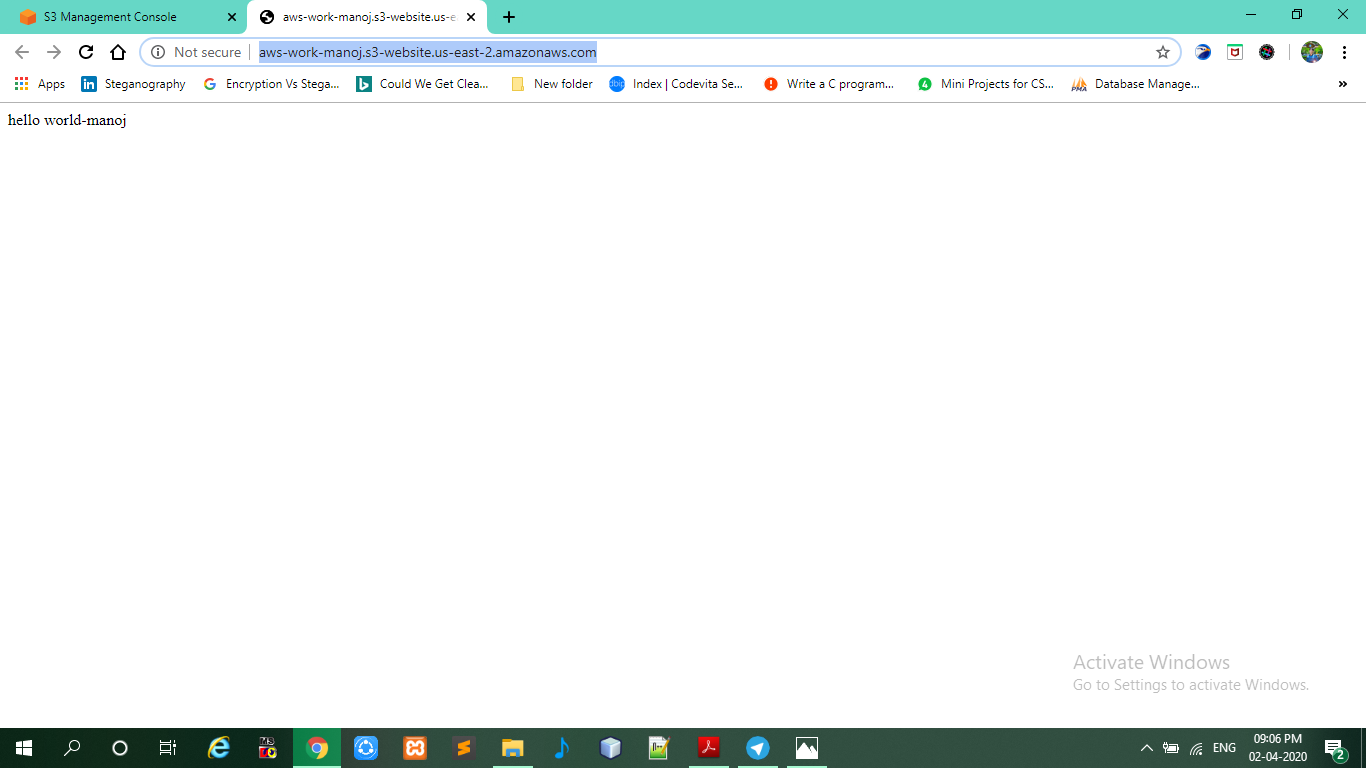 S3 Management Console
aws-work-manoj.s3-website.us-e
Not secure
aws-work-manoj.s3-website.us-east-2.amazonaws.com
Apps
Steganography
Encryption Vs Stega...
Could We Get Clea...
New folder
Index | Codevita Se...
Write a C program...
Mini Projects for CS...
Database Manage...
hello world-manoj
Activate Windows
Go to Settings to activate Windows.
ENG
09:06 PM
02-04-2020
2